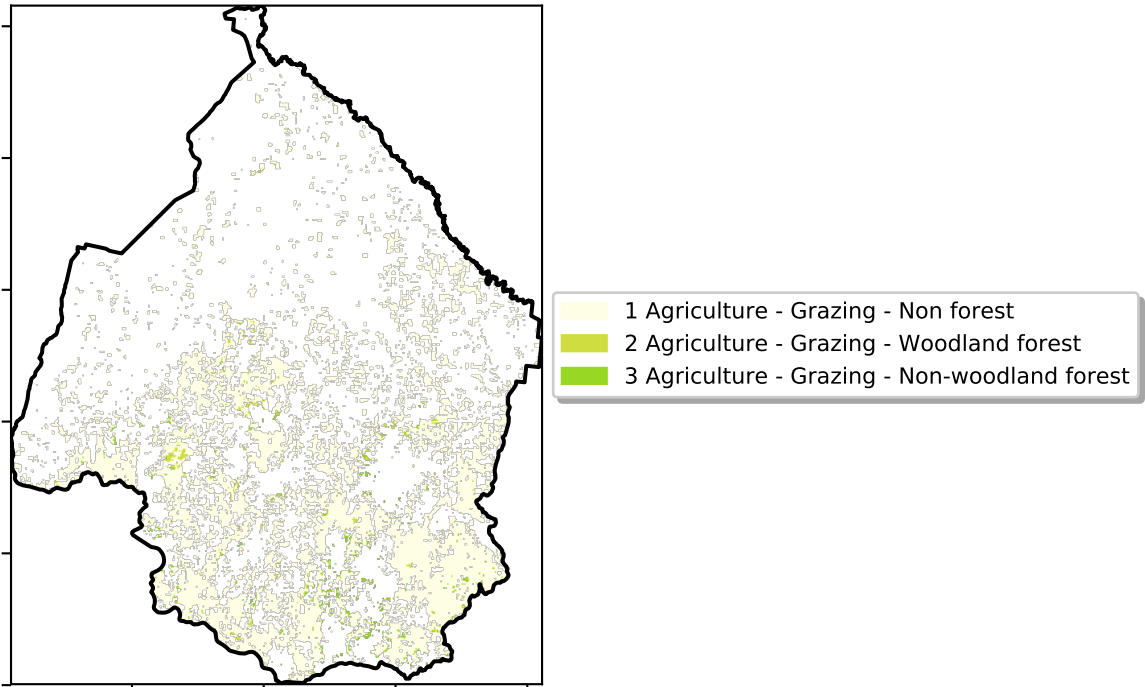 1 Agriculture - Grazing - Non forest
2 Agriculture - Grazing - Woodland forest
3 Agriculture - Grazing - Non-woodland forest